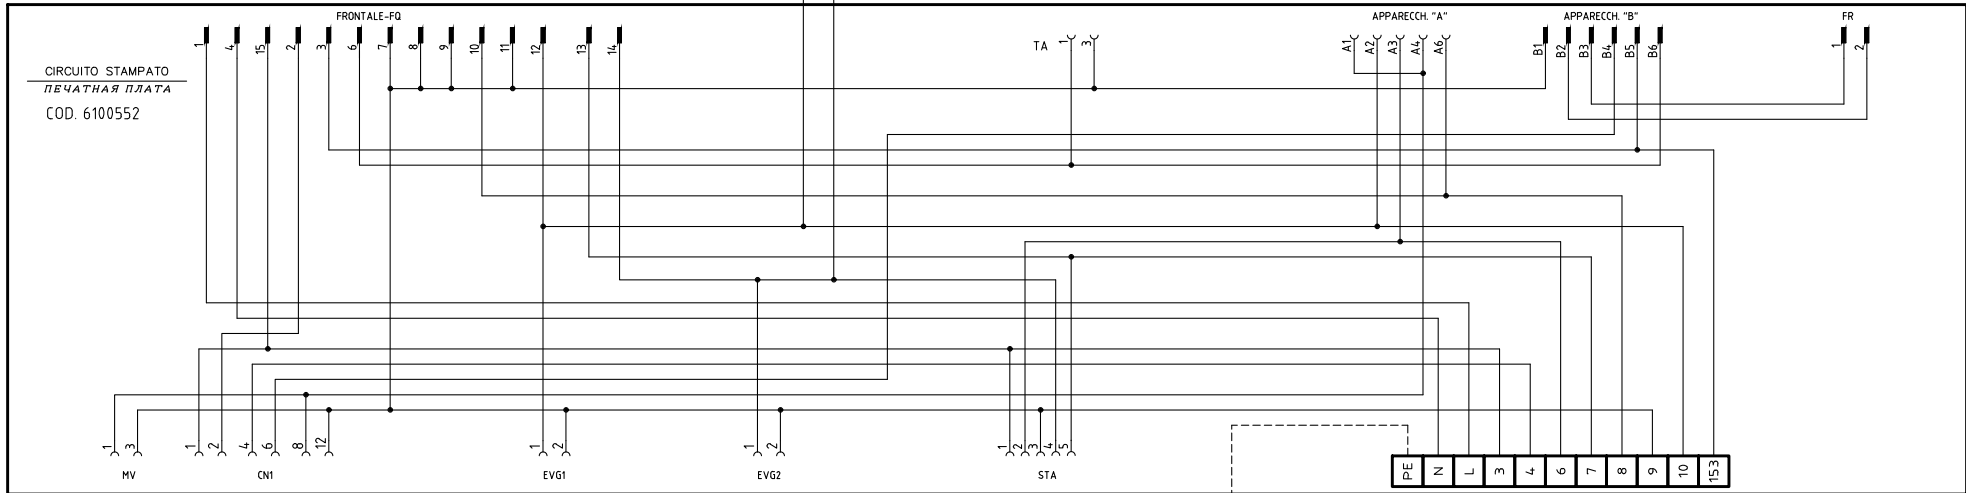 FRONTALE-FQ
APPARECCH. "A"
APPARECCH. "B"
FR
1 4 15 2 3 6 7 8 9 10 11 12 13 14
TA 1 3
A1 A2 A3 A4 A6
B1 B2 B3 B4 B5 B6
1 2
CIRCUITO STAMPATO
ПЕЧАТНАЯ ПЛАТА
COD. 6100552
1 3
1 2 4 6 8 12
1 2
1 2
1 2 3 4 5
PE N L 3 4 6 7 8 9 10 153
MV
CN1
EVG1
EVG2
STA